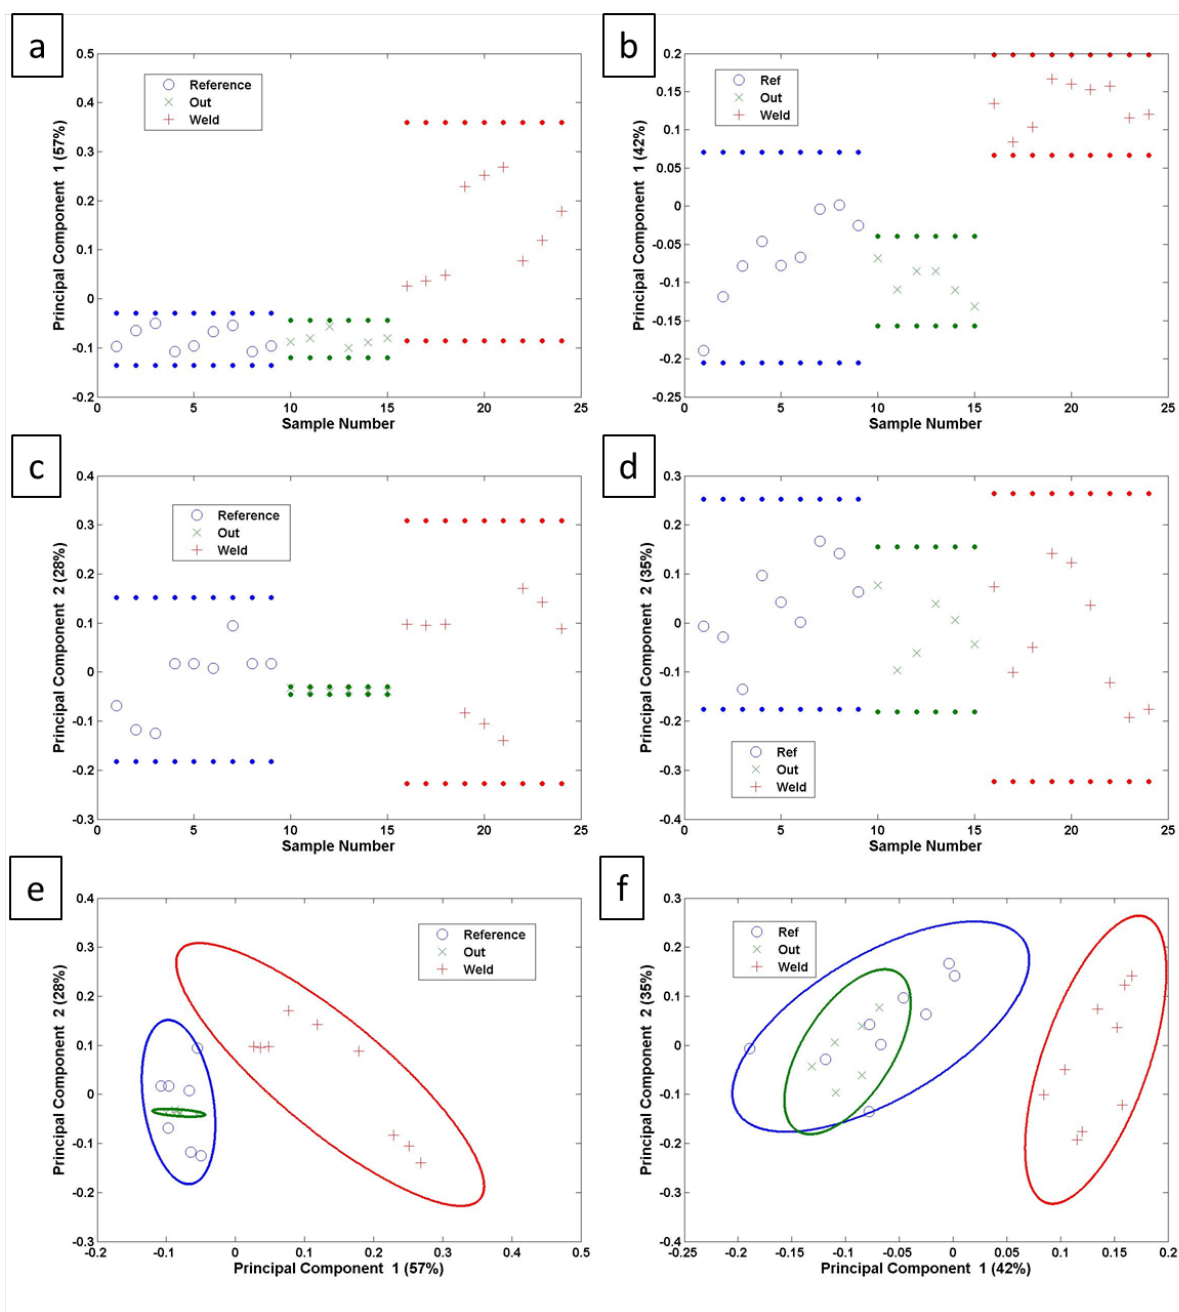 a
0.5
0.4
0.3
0.2
0.1
0
-0.1
-0.2
Principal Component 1 (57%)
Reference
Out
Weld
0 5 10 15 20 25
Sample Number
b
0.2
0.15
0.1
0.05
0
-0.05
-0.1
-0.15
-0.2
-0.25
Principal Component 1 (42%)
Ref
Out
Weld
0 5 10 15 20 25
Sample Number
c
0.4
0.3
0.2
0.1
0
-0.1
-0.2
-0.3
Principal Component 2 (28%)
Reference
Out
Weld
0 5 10 15 20 25
Sample Number
d
0.3
0.2
0.1
0
-0.1
-0.2
-0.3
-0.4
Principal Component 2 (35%)
Ref
Out
Weld
0 5 10 15 20 25
Sample Number
e
0.4
0.3
0.2
0.1
0
-0.1
-0.2
-0.3
Principal Component 2 (28%)
Reference
Out
Weld
-0.2 -0.1 0 0.1 0.2 0.3 0.4 0.5
Principal Component 1 (57%)
f
0.3
0.2
0.1
0
-0.1
-0.2
-0.3
-0.4
Principal Component 2 (35%)
Ref
Out
Weld
-0.25 -0.2 -0.15 -0.1 -0.05 0 0.05 0.1 0.15 0.2
Principal Component 1 (42%)